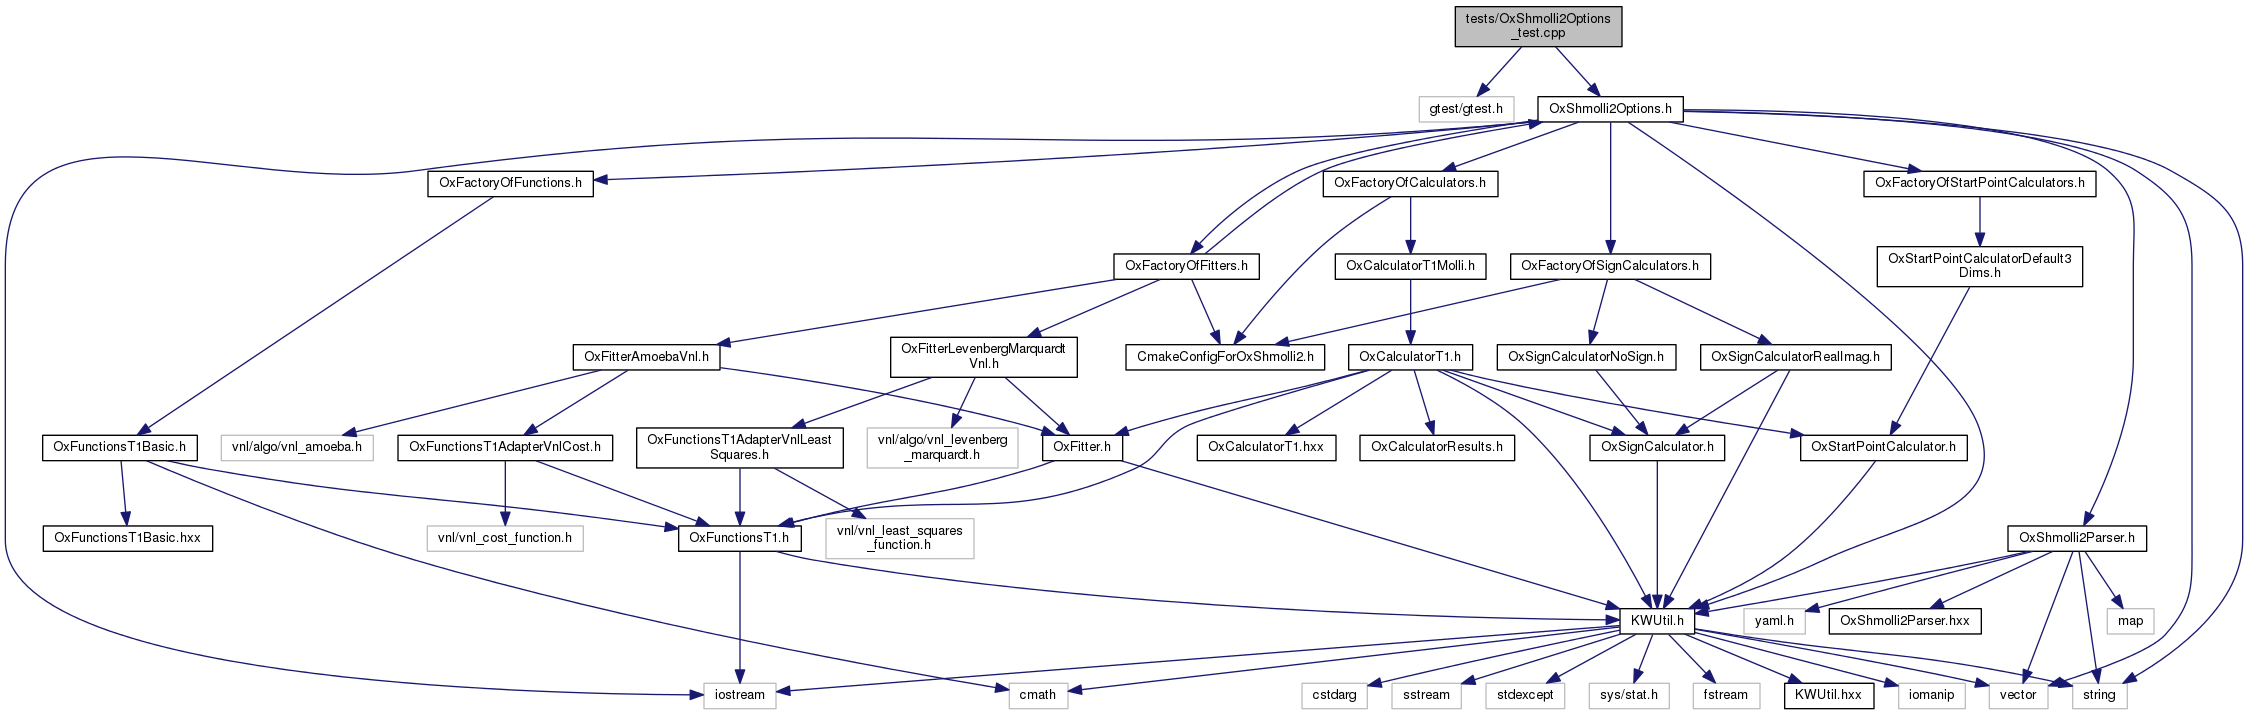 tests/OxShmolli2Options
_test.cpp
gtest/gtest.h
OxShmolli2Options.h
OxFactoryOfFunctions.h
OxFactoryOfCalculators.h
OxFactoryOfStartPointCalculators.h
OxFactoryOfFitters.h
OxCalculatorT1Molli.h
OxFactoryOfSignCalculators.h
OxStartPointCalculatorDefault3
Dims.h
OxFitterAmoebaVnl.h
OxFitterLevenbergMarquardt
Vnl.h
CmakeConfigForOxShmolli2.h
OxCalculatorT1.h
OxSignCalculatorNoSign.h
OxSignCalculatorRealImag.h
OxFunctionsT1Basic.h
vnl/algo/vnl_amoeba.h
OxFunctionsT1AdapterVnlCost.h
OxFunctionsT1AdapterVnlLeast
Squares.h
vnl/algo/vnl_levenberg
_marquardt.h
OxFitter.h
OxCalculatorT1.hxx
OxCalculatorResults.h
OxSignCalculator.h
OxStartPointCalculator.h
OxFunctionsT1Basic.hxx
vnl/vnl_cost_function.h
OxFunctionsT1.h
vnl/vnl_least_squares
_function.h
OxShmolli2Parser.h
KWUtil.h
yaml.h
OxShmolli2Parser.hxx
map
iostream
cmath
cstdarg
sstream
stdexcept
sys/stat.h
fstream
KWUtil.hxx
iomanip
vector
string